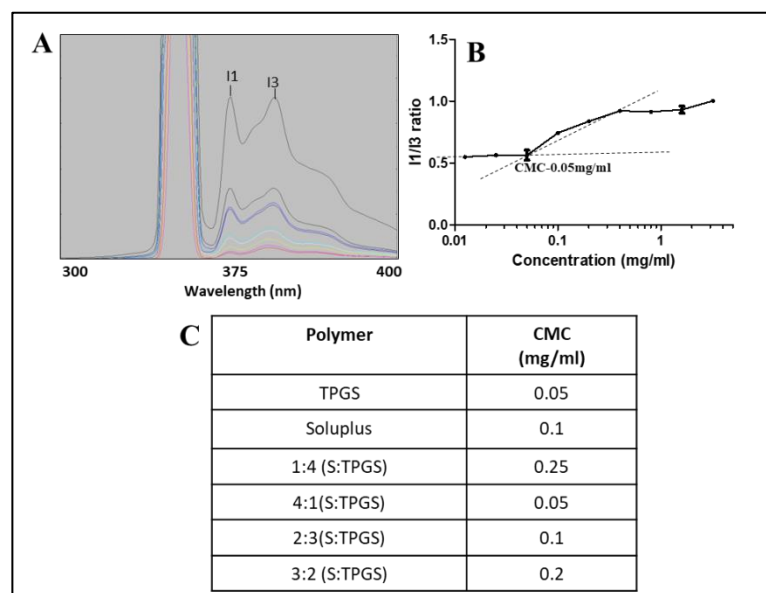 A
I1
I3
300
375
400
Wavelength (nm)
B
I1/I3 ratio
1.5
1.0
0.5
0.0
CMC-0.05mg/ml
0.01
0.1
1
Concentration (mg/ml)
C
Polymer
CMC
(mg/ml)
TPGS
0.05
Soluplus
0.1
1:4 (S:TPGS)
0.25
4:1(S:TPGS)
0.05
2:3(S:TPGS)
0.1
3:2 (S:TPGS)
0.2